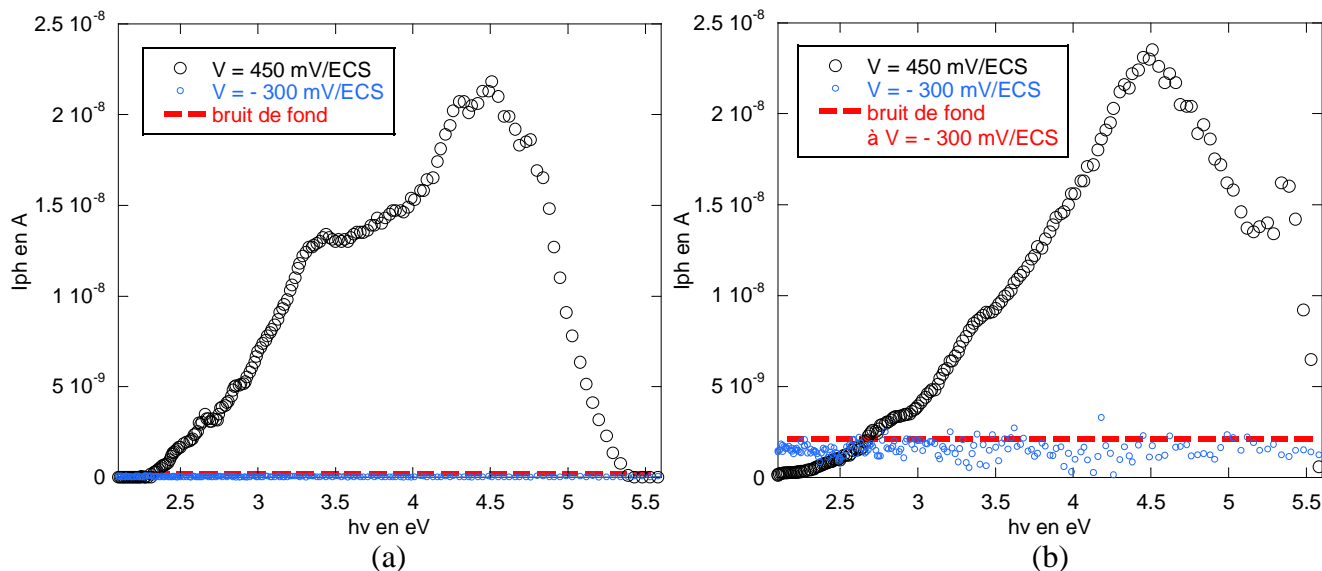 2.5 10⁻⁸
2 10⁻⁸
1.5 10⁻⁸
1 10⁻⁸
5 10⁻⁹
0
Iph en A
V = 450 mV/ECS
V = - 300 mV/ECS
bruit de fond
2.5 3 3.5 4 4.5 5 5.5
hν en eV
(a)
2.5 10⁻⁸
2 10⁻⁸
1.5 10⁻⁸
1 10⁻⁸
5 10⁻⁹
0
Iph en A
V = 450 mV/ECS
V = - 300 mV/ECS
bruit de fond
à V = - 300 mV/ECS
2.5 3 3.5 4 4.5 5 5.5
hν en eV
(b)